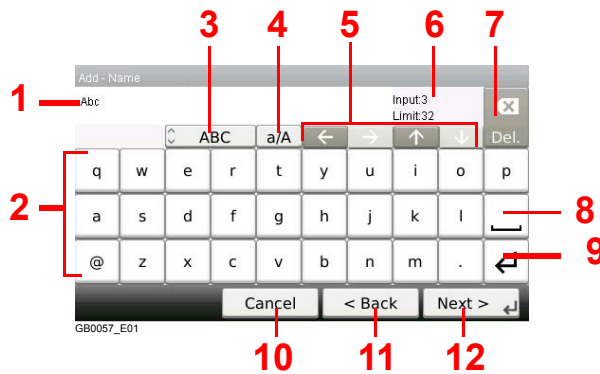 3 4 5 6 7
Add - Name
1 Abc Input:3
Limit:32
ABC a/A ← → ↑ ↓ Del.
2 q w e r t y u i o p
a s d f g h j k l 8
@ z x c v b n m . 9
Cancel < Back Next >
GB0057_E01
10 11 12